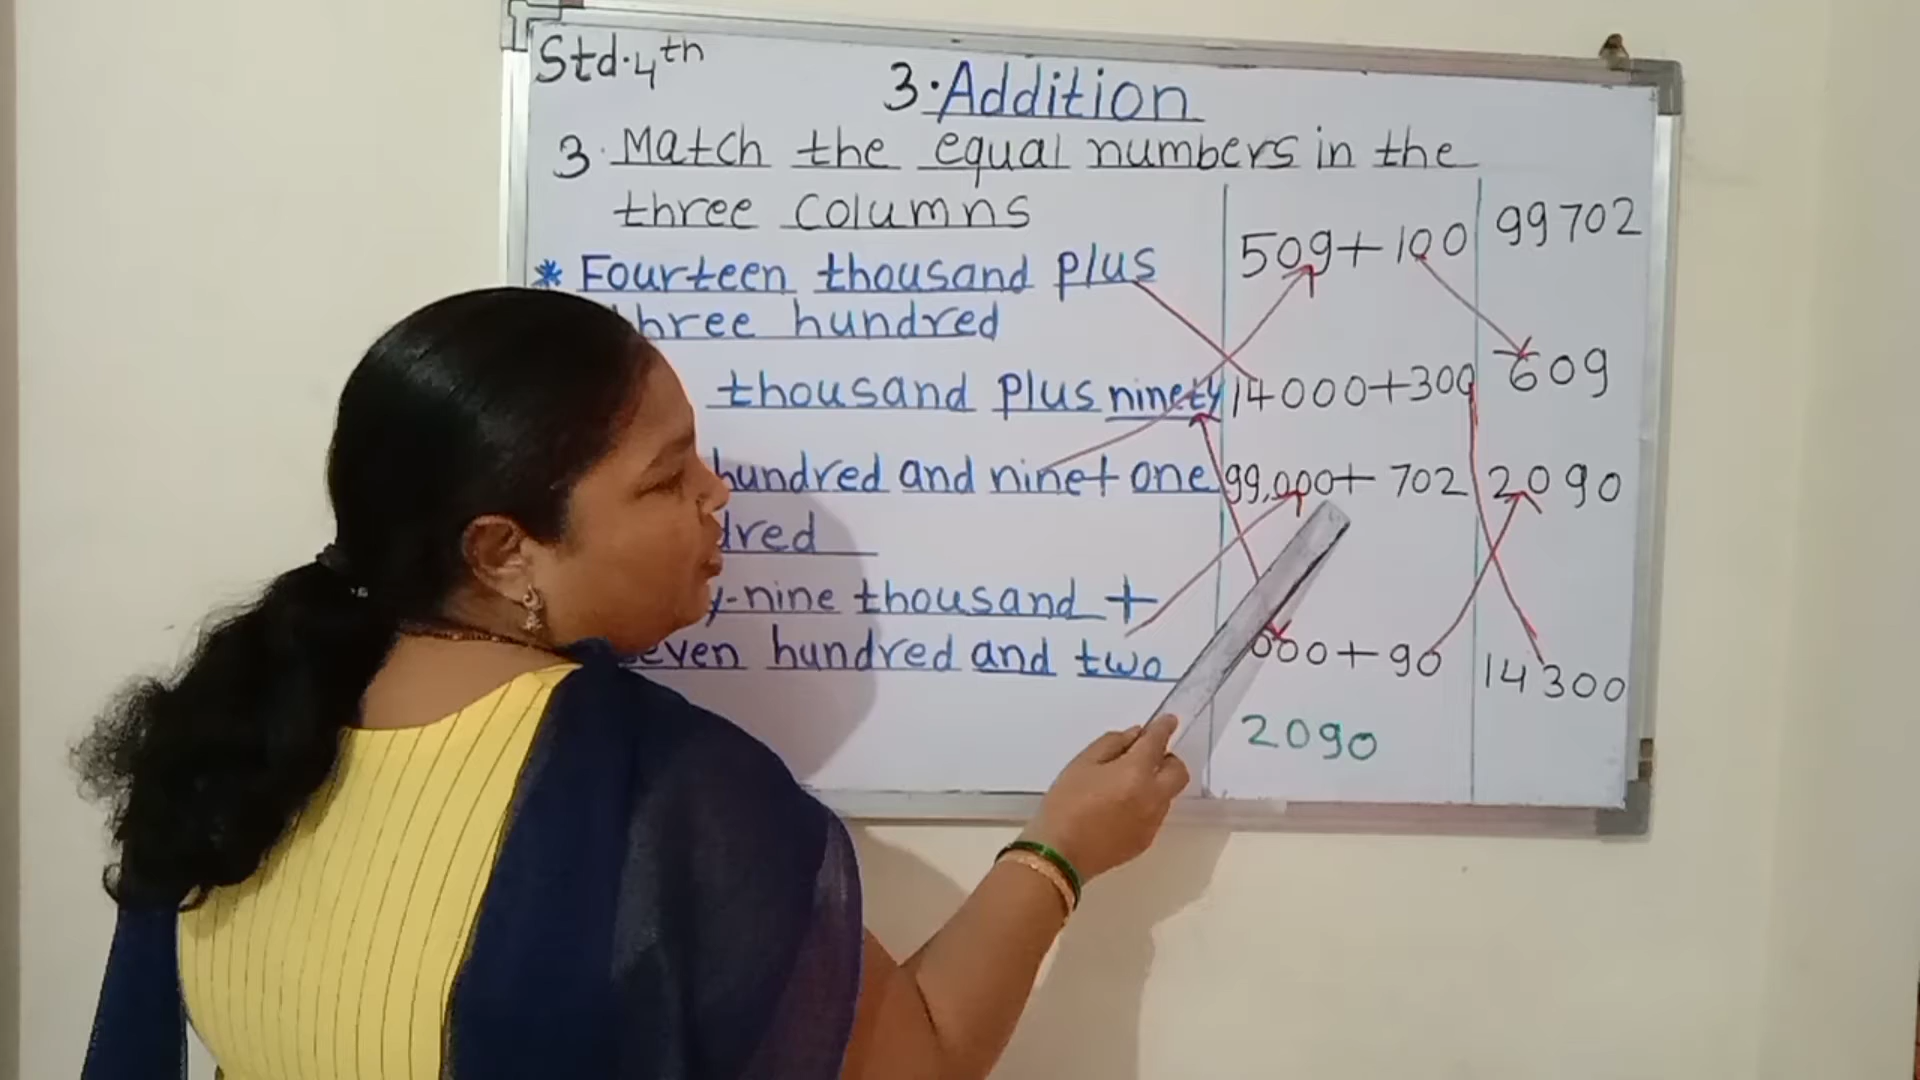 Std.4th
3. Addition
3. Match the equal numbers in the
three columns
* Fourteen thousand plus
three hundred
thousand plus ninety
hundred and nine + one
dred
y-nine thousand +
seven hundred and two
509+100
14000+300
99,000+ 702
000+90
2090
99702
609
2090
14300